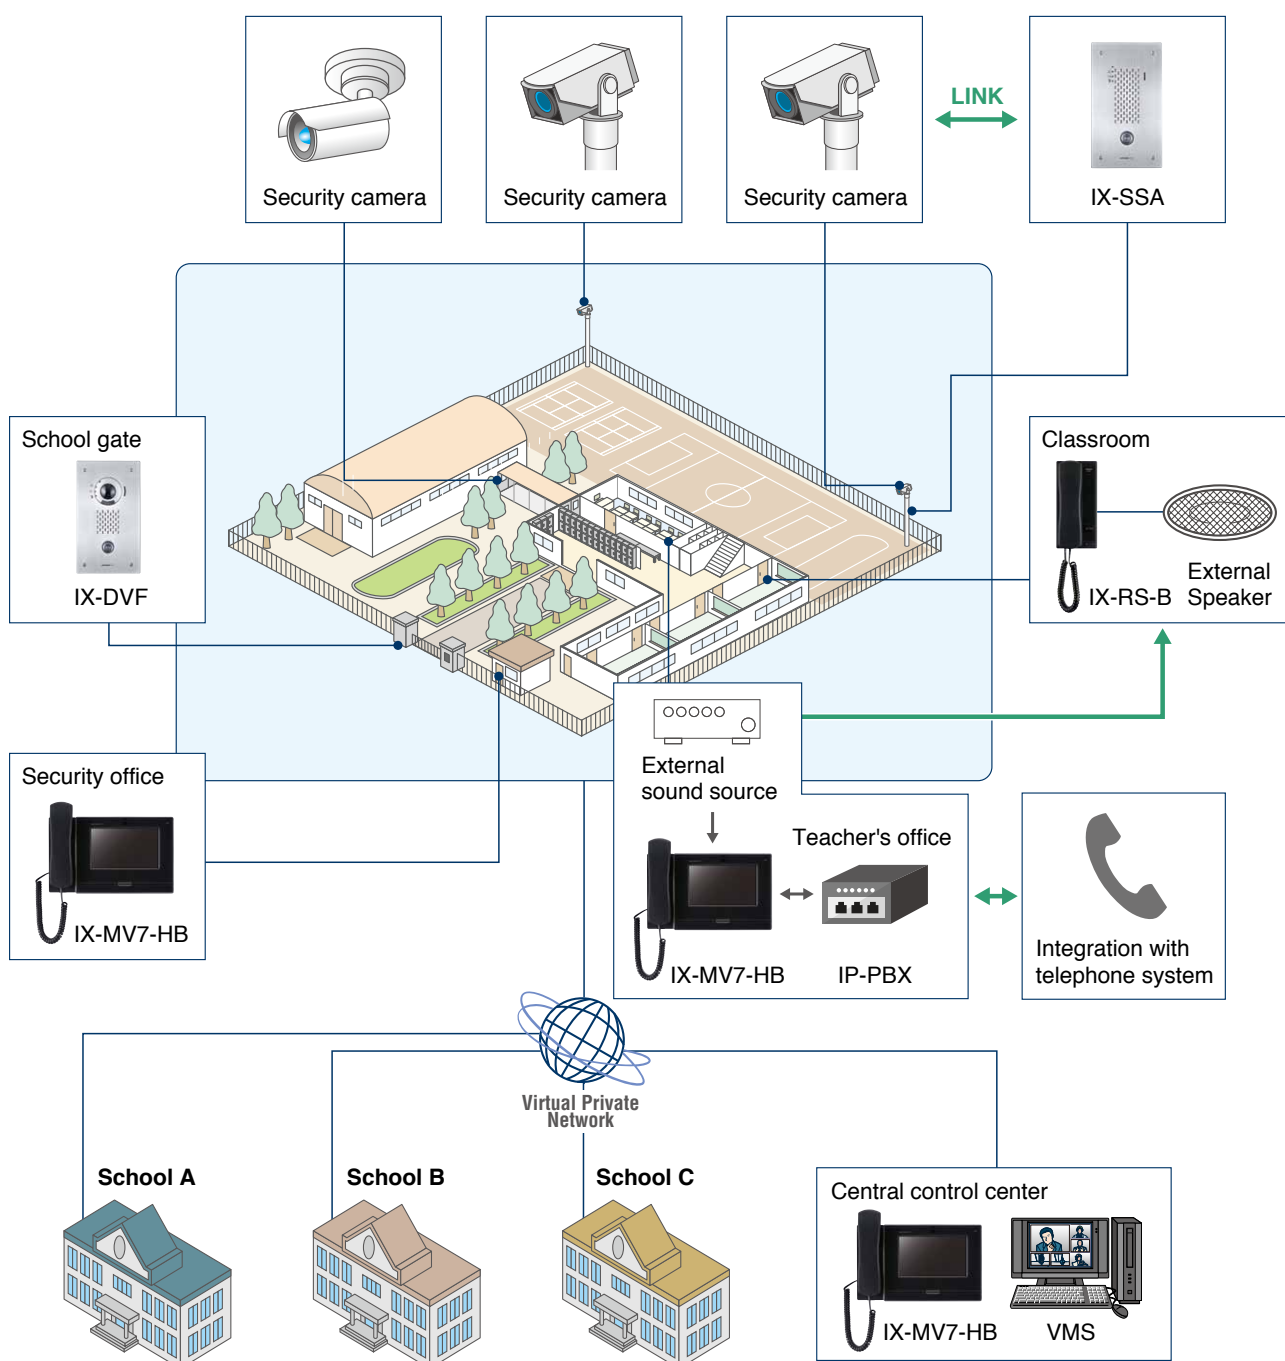 Security camera
Security camera
Security camera
LINK
IX-SSA
School gate
IX-DVF
Classroom
IX-RS-B
External
Speaker
Security office
IX-MV7-HB
External
sound source
Teacher's office
IX-MV7-HB
IP-PBX
Integration with
telephone system
Virtual Private
Network
School A
School B
School C
Central control center
IX-MV7-HB
VMS